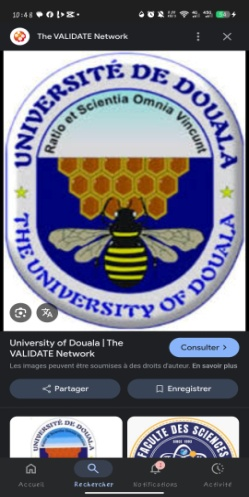 10:48
The VALIDATE Network
UNIVERSITÉ DE DOUALA
Ratio et Scientia Omnia Vincunt
THE UNIVERSITY OF DOUALA
University of Douala | The
VALIDATE Network
Consulter >
Les images peuvent être soumises à des droits d'auteur. En savoir plus
Partager
Enregistrer
UNIVERSITÉ DE DOUALA
FACULTÉ DES SCIENCES
Accueil
Rechercher
Notifications
Activité